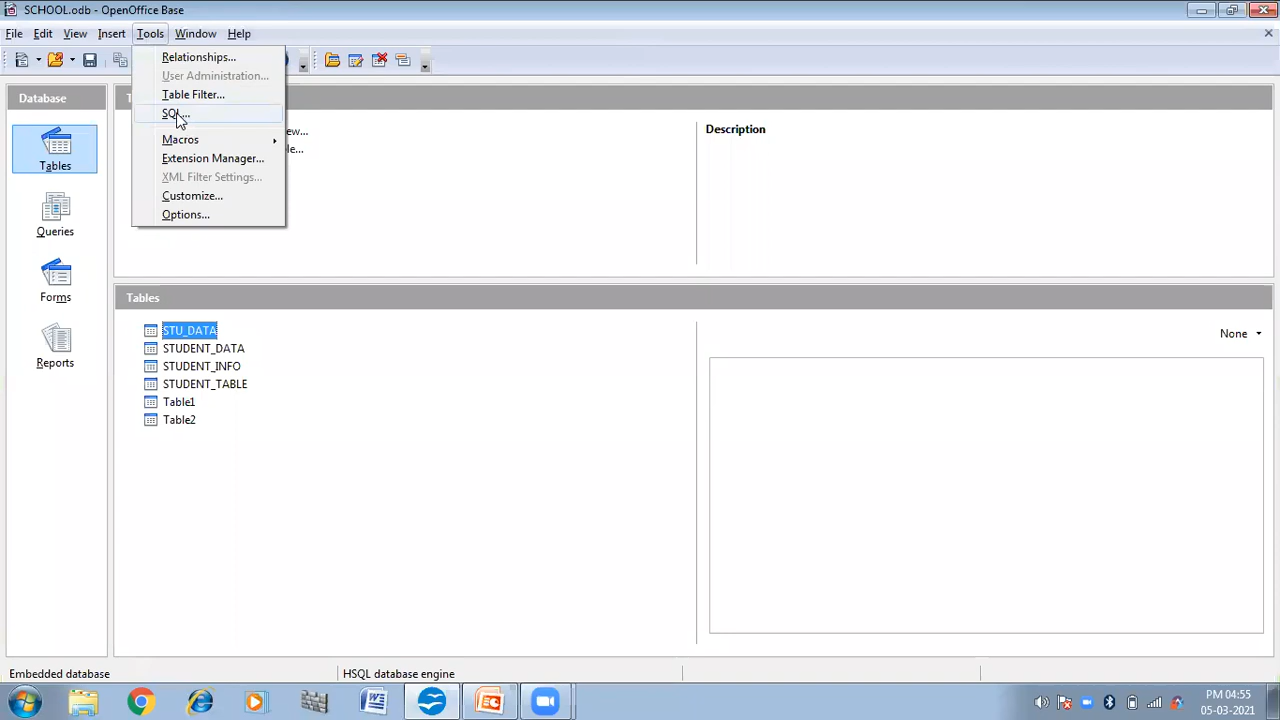 SCHOOL.odb - OpenOffice Base
File Edit View Insert Tools Window Help
Relationships...
User Administration...
Table Filter...
SQL...
Macros
Extension Manager...
XML Filter Settings...
Customize...
Options...
Database
Tables
Queries
Forms
Reports
ew...
le...
Description
Tables
STU_DATA
STUDENT_DATA
STUDENT_INFO
STUDENT_TABLE
Table1
Table2
None
Embedded database
HSQL database engine
PM 04:55
05-03-2021